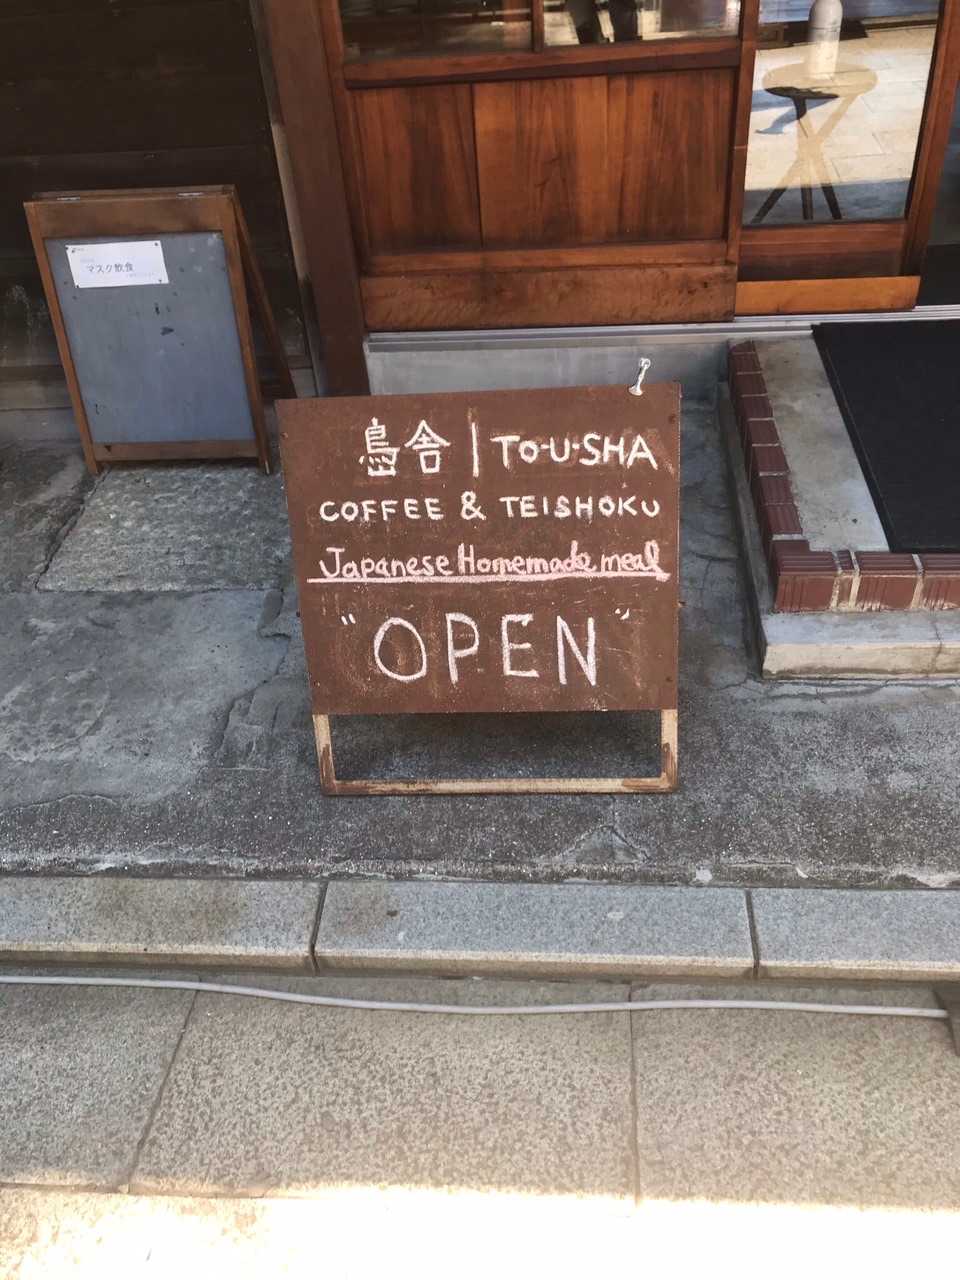 マスク飲食
島舎 | TO-U-SHA
COFFEE & TEISHOKU
Japanese Homemade meal
"OPEN"